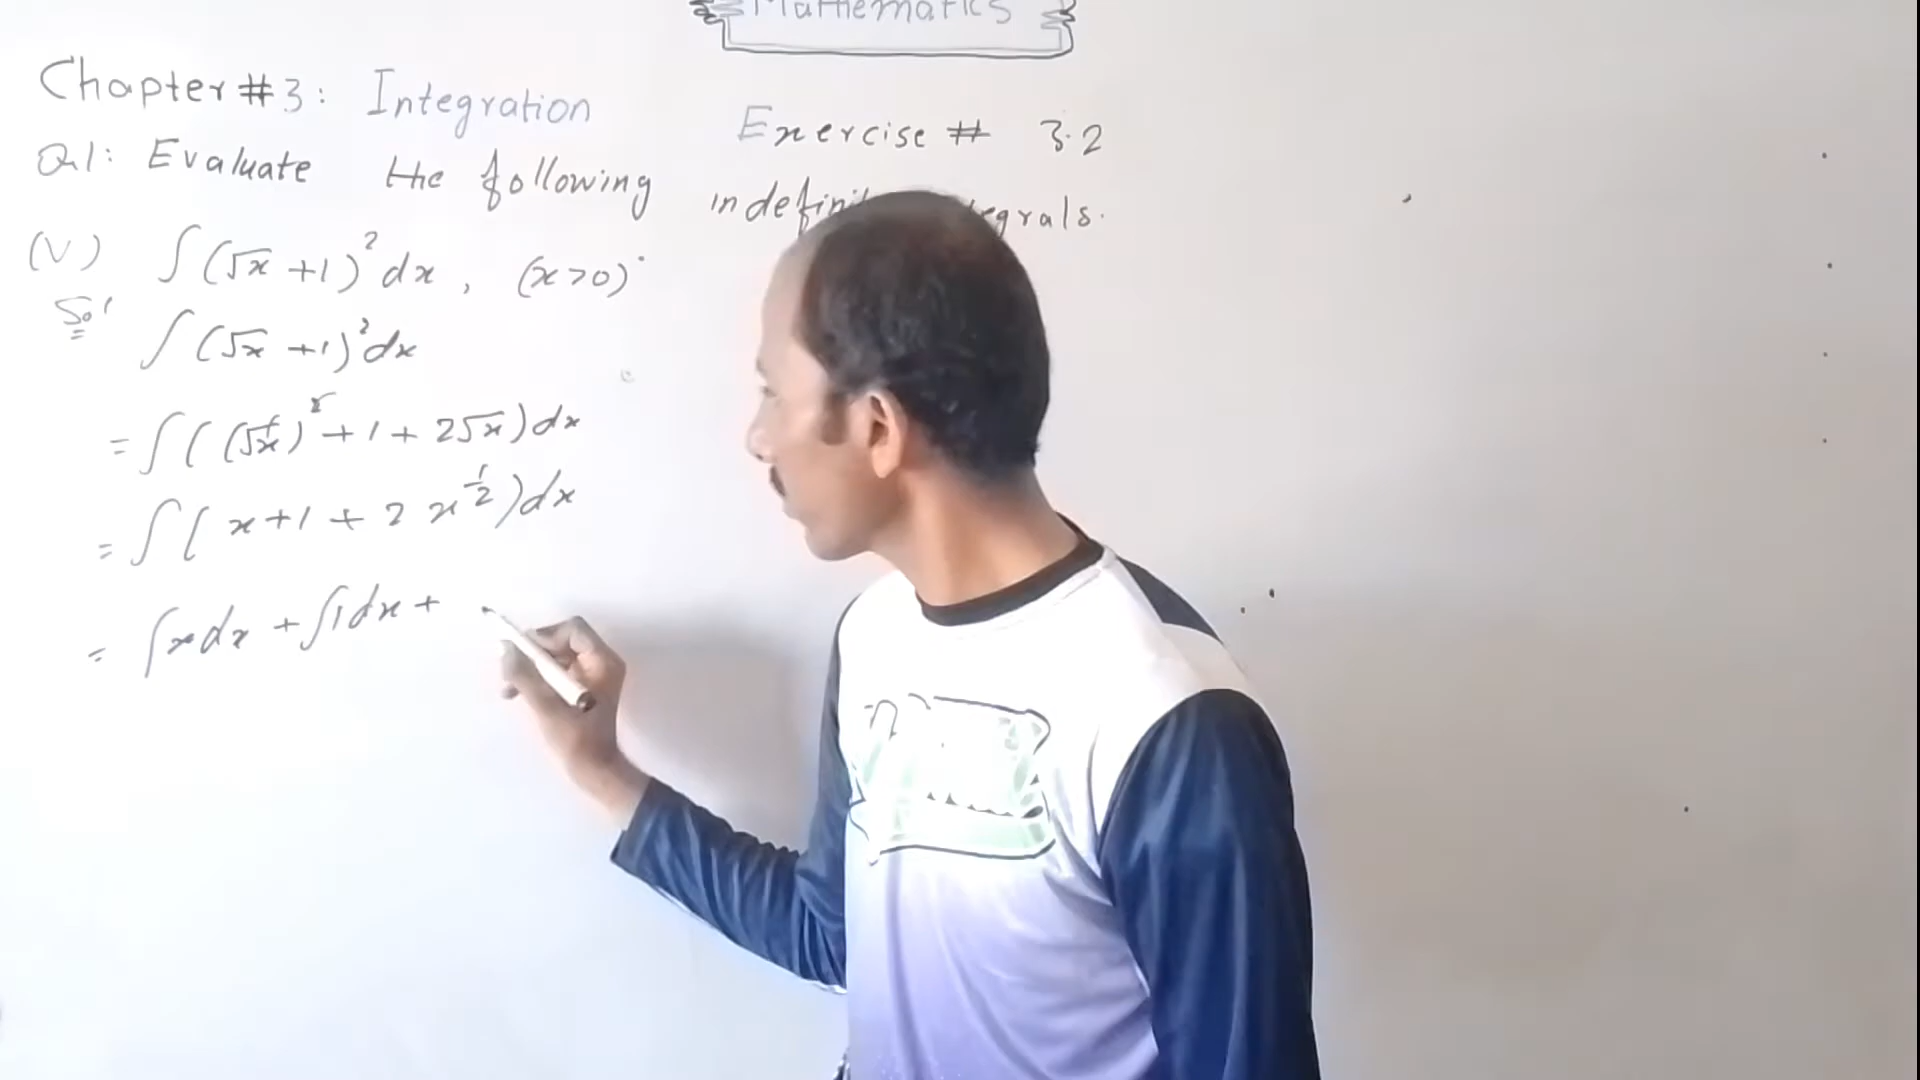 Mathematics
Chapter # 3: Integration
Exercise # 3.2
Q1: Evaluate the following indefinite integrals.
(V) ∫(√x +1)² dx , (x>0)
Sol
∫(√x +1)² dx
= ∫((√x)² + 1 + 2√x) dx
= ∫(x+1 + 2 x^(1/2)) dx
= ∫x dx + ∫1 dx +